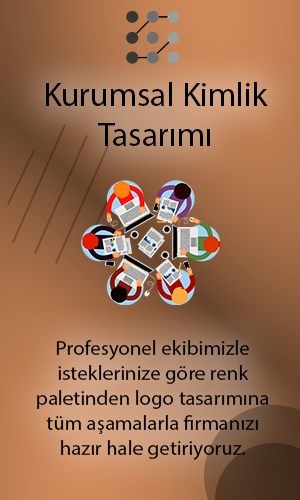 Kurumsal Kimlik
Tasarımı
Profesyonel ekibimizle
isteklerinize göre renk
paletinden logo tasarımına
tüm aşamalarla firmanızı
hazır hale getiriyoruz.